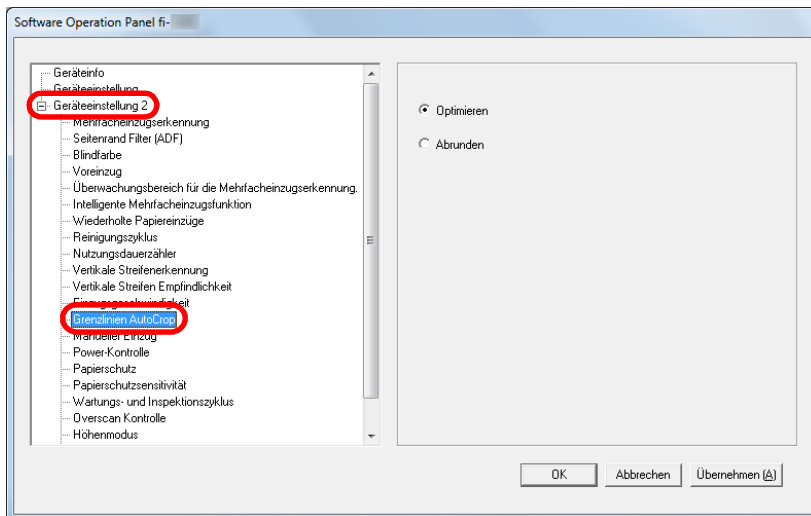 Software Operation Panel fi-
Geräteinfo
Geräteeinstellung
Geräteeinstellung 2
Mehrfacheinzugserkennung
Seitenrand Filter (ADF)
Blindfarbe
Voreinzug
Überwachungsbereich für die Mehrfacheinzugserkennung.
Intelligente Mehrfacheinzugsfunktion
Wiederholte Papiereinzüge
Reinigungszyklus
Nutzungsdauerzähler
Vertikale Streifenerkennung
Vertikale Streifen Empfindlichkeit
Einzugsgeschwindigkeit
Grenzlinien AutoCrop
Manueller Einzug
Power-Kontrolle
Papierschutz
Papierschutzsensitivität
Wartungs- und Inspektionszyklus
Overscan Kontrolle
Höhenmodus
Optimieren
Abrunden
OK
Abbrechen
Übernehmen (A)